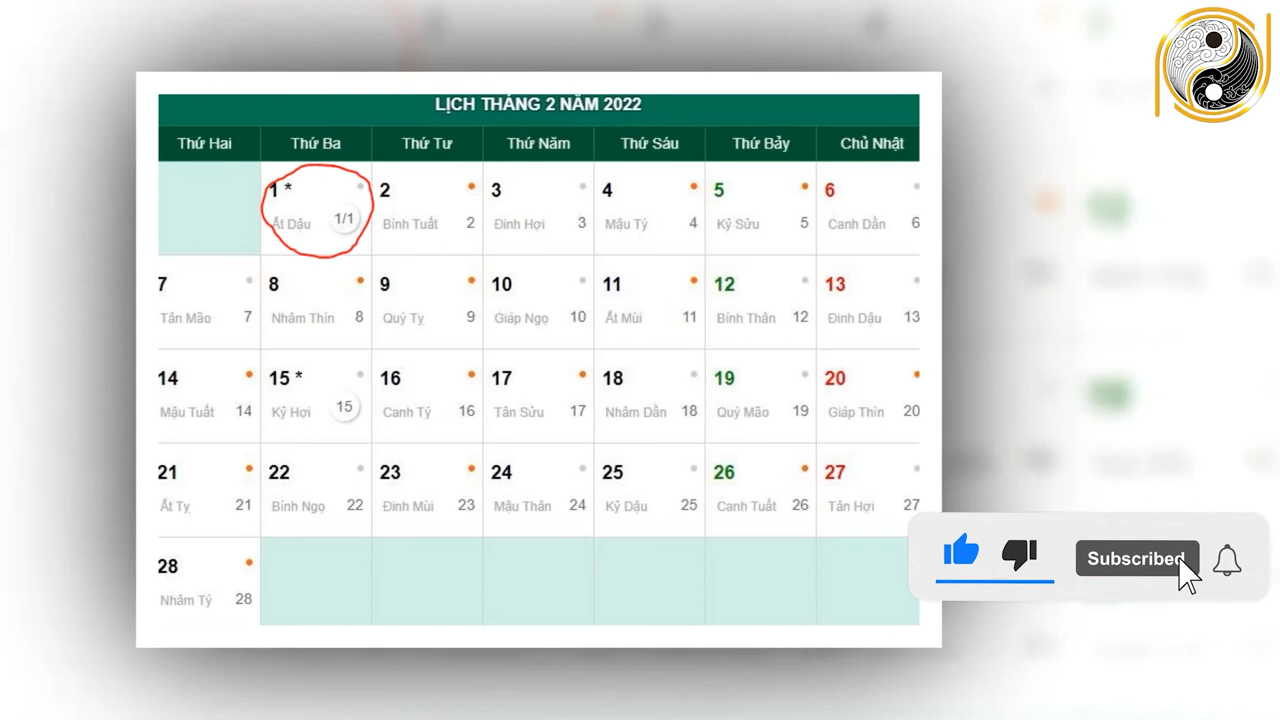 LỊCH THÁNG 2 NĂM 2022
Thứ Hai Thứ Ba Thứ Tư Thứ Năm Thứ Sáu Thứ Bảy Chủ Nhật
1 * 2 3 4 5 6
Ất Dậu 1/1 Bính Tuất 2 Đinh Hợi 3 Mậu Tý 4 Kỷ Sửu 5 Canh Dần 6
7 8 9 10 11 12 13
Tân Mão 7 Nhâm Thìn 8 Quý Tỵ 9 Giáp Ngọ 10 Ất Mùi 11 Bính Thân 12 Đinh Dậu 13
14 15 * 16 17 18 19 20
Mậu Tuất 14 Kỷ Hợi 15 Canh Tý 16 Tân Sửu 17 Nhâm Dần 18 Quý Mão 19 Giáp Thìn 20
21 22 23 24 25 26 27
Ất Tỵ 21 Bính Ngọ 22 Đinh Mùi 23 Mậu Thân 24 Kỷ Dậu 25 Canh Tuất 26 Tân Hợi 27
28
Nhâm Tý 28
Subscribed